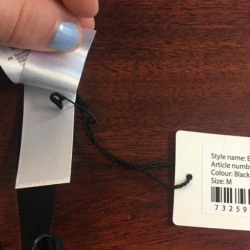 Style name: E
Article numb
Colour: Black
Size: M
73259